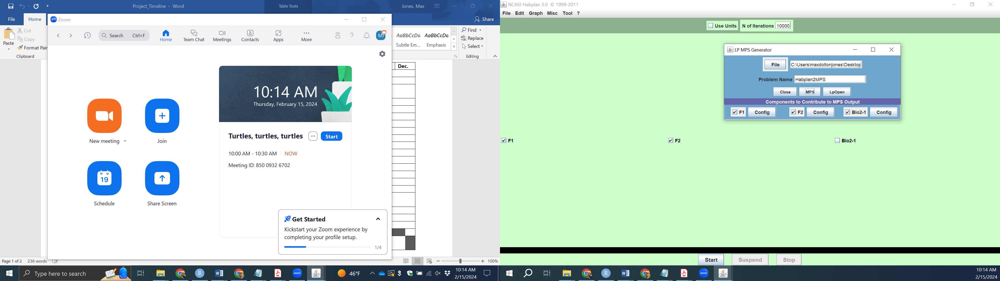 Project_Timeline - Word
Table Tools
Jones, Max
File
Home
Share
Cut
Copy
Format Pair
Paste
Clipboard
AaBbCcDd
AaBbCcDd
Subtle Em...
Emphasis
Find
Replace
Select
Editing
Dec.
Page 1 of 2
236 words
100%
Zoom
Search Ctrl+F
Home
Team Chat
Meetings
Contacts
Apps
More
MJ
10:14 AM
Thursday, February 15, 2024
New meeting
Join
19
Schedule
Share Screen
Turtles, turtles, turtles
Start
10:00 AM - 10:30 AM NOW
Meeting ID: 850 0932 6702
Get Started
Kickstart your Zoom experience by
completing your profile setup.
1/4
Type here to search
46°F
10:14 AM
2/15/2024
NCASI Habplan 3.0 © 1999-2011
File Edit Graph Misc Tool ?
Use Units
N of Iterations 10000
LP MPS Generator
File C:\Users\maxdoltonjones\Desktop
Problem Name Habplan2MPS
Close MPS LpOpen
Components to Contribute to MPS Output
F1 Config F2 Config Bio2-1 Config
F1 F2 Bio2-1
Start Suspend Stop
10:14 AM
2/15/2024